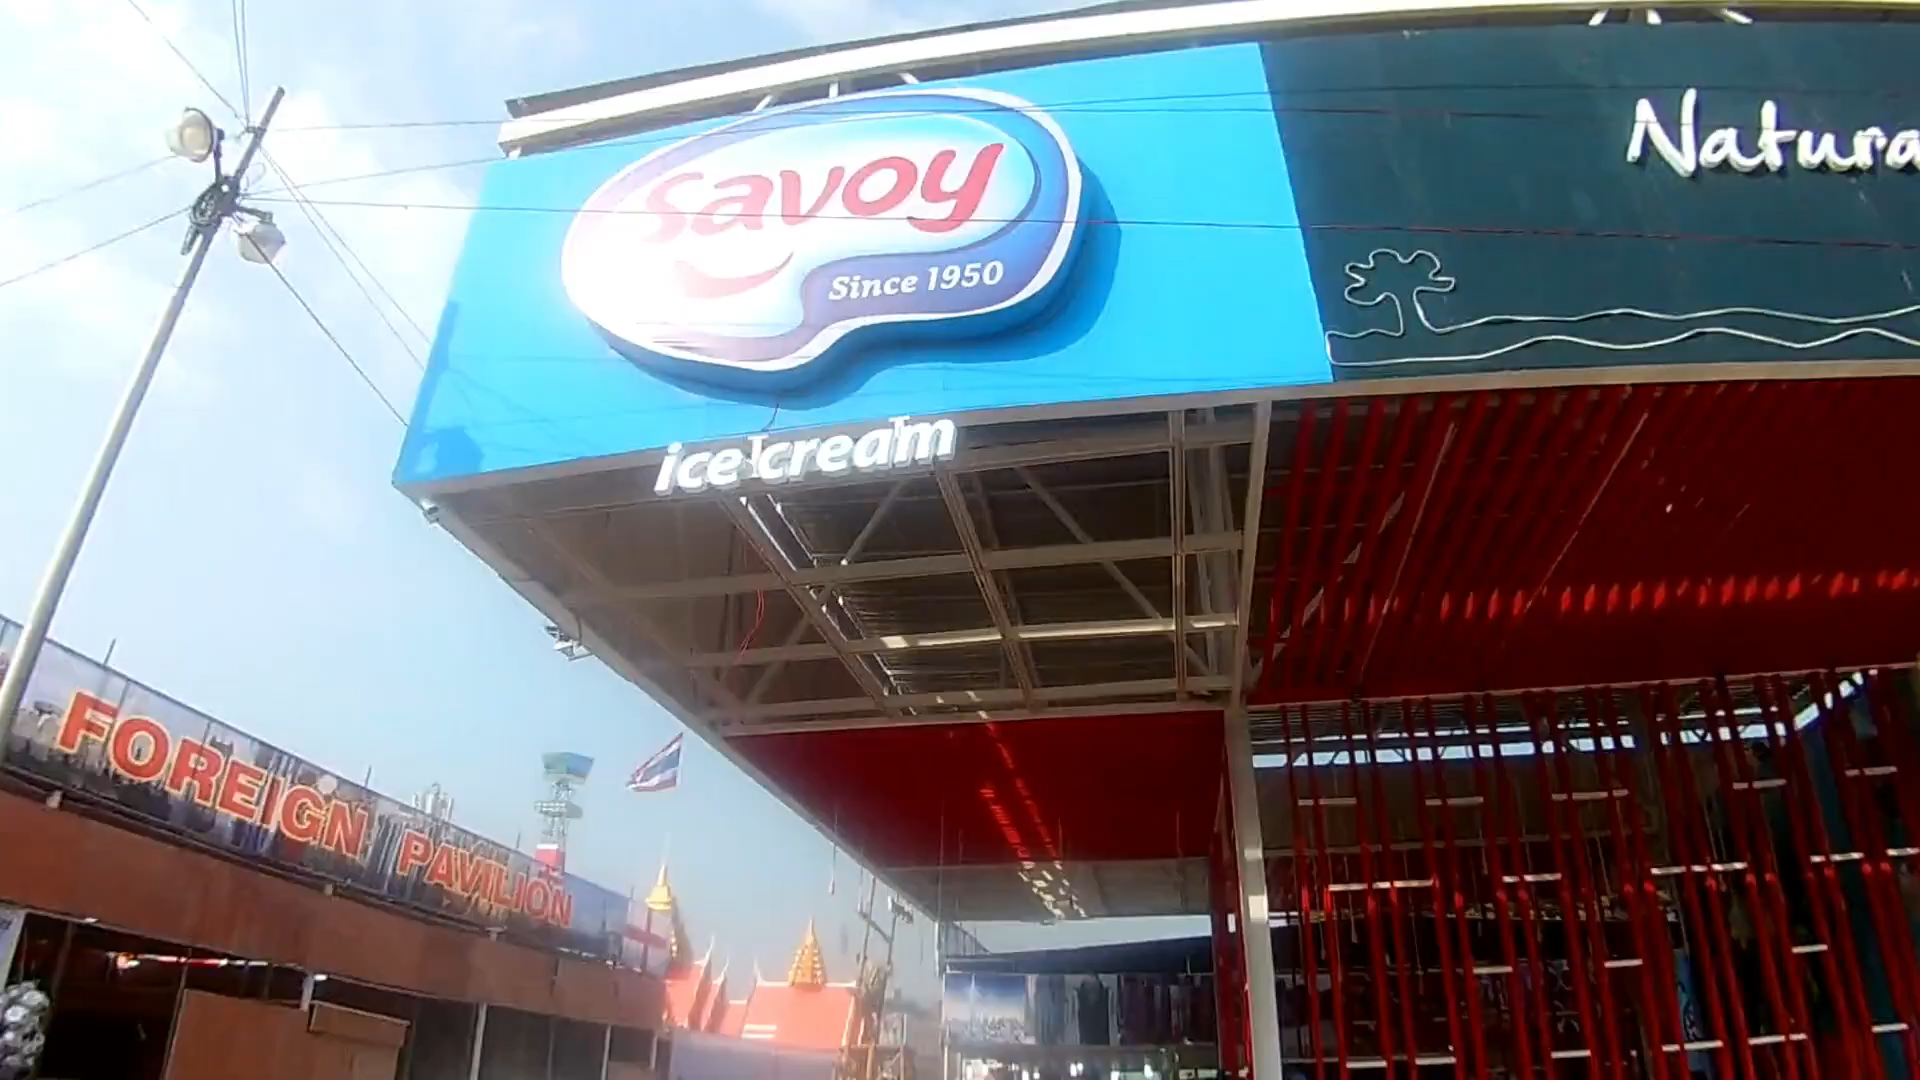 savoy
Since 1950
ice cream
Natura
FOREIGN PAVILION